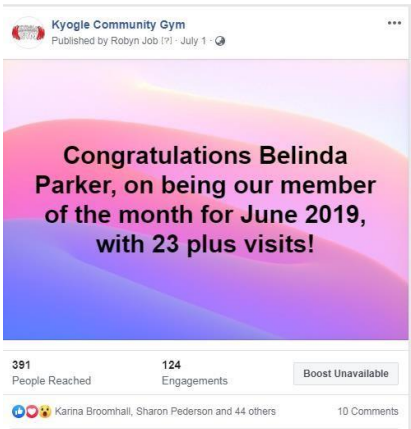 Kyogle Community Gym
Published by Robyn Job [?] · July 1 ·
Congratulations Belinda
Parker, on being our member
of the month for June 2019,
with 23 plus visits!
391
People Reached
124
Engagements
Boost Unavailable
Karina Broomhall, Sharon Pederson and 44 others
10 Comments